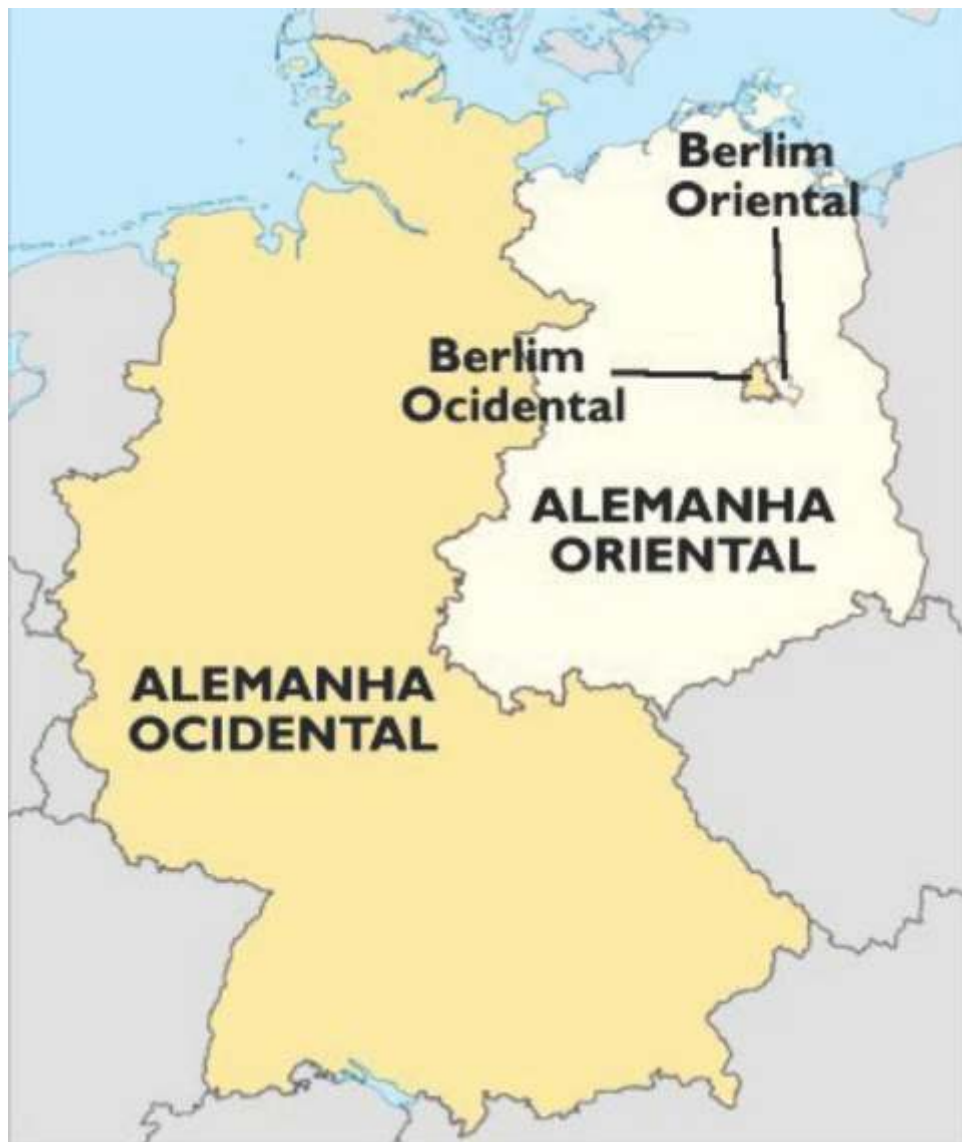 Berlim
Oriental
Berlim
Ocidental
ALEMANHA
ORIENTAL
ALEMANHA
OCIDENTAL